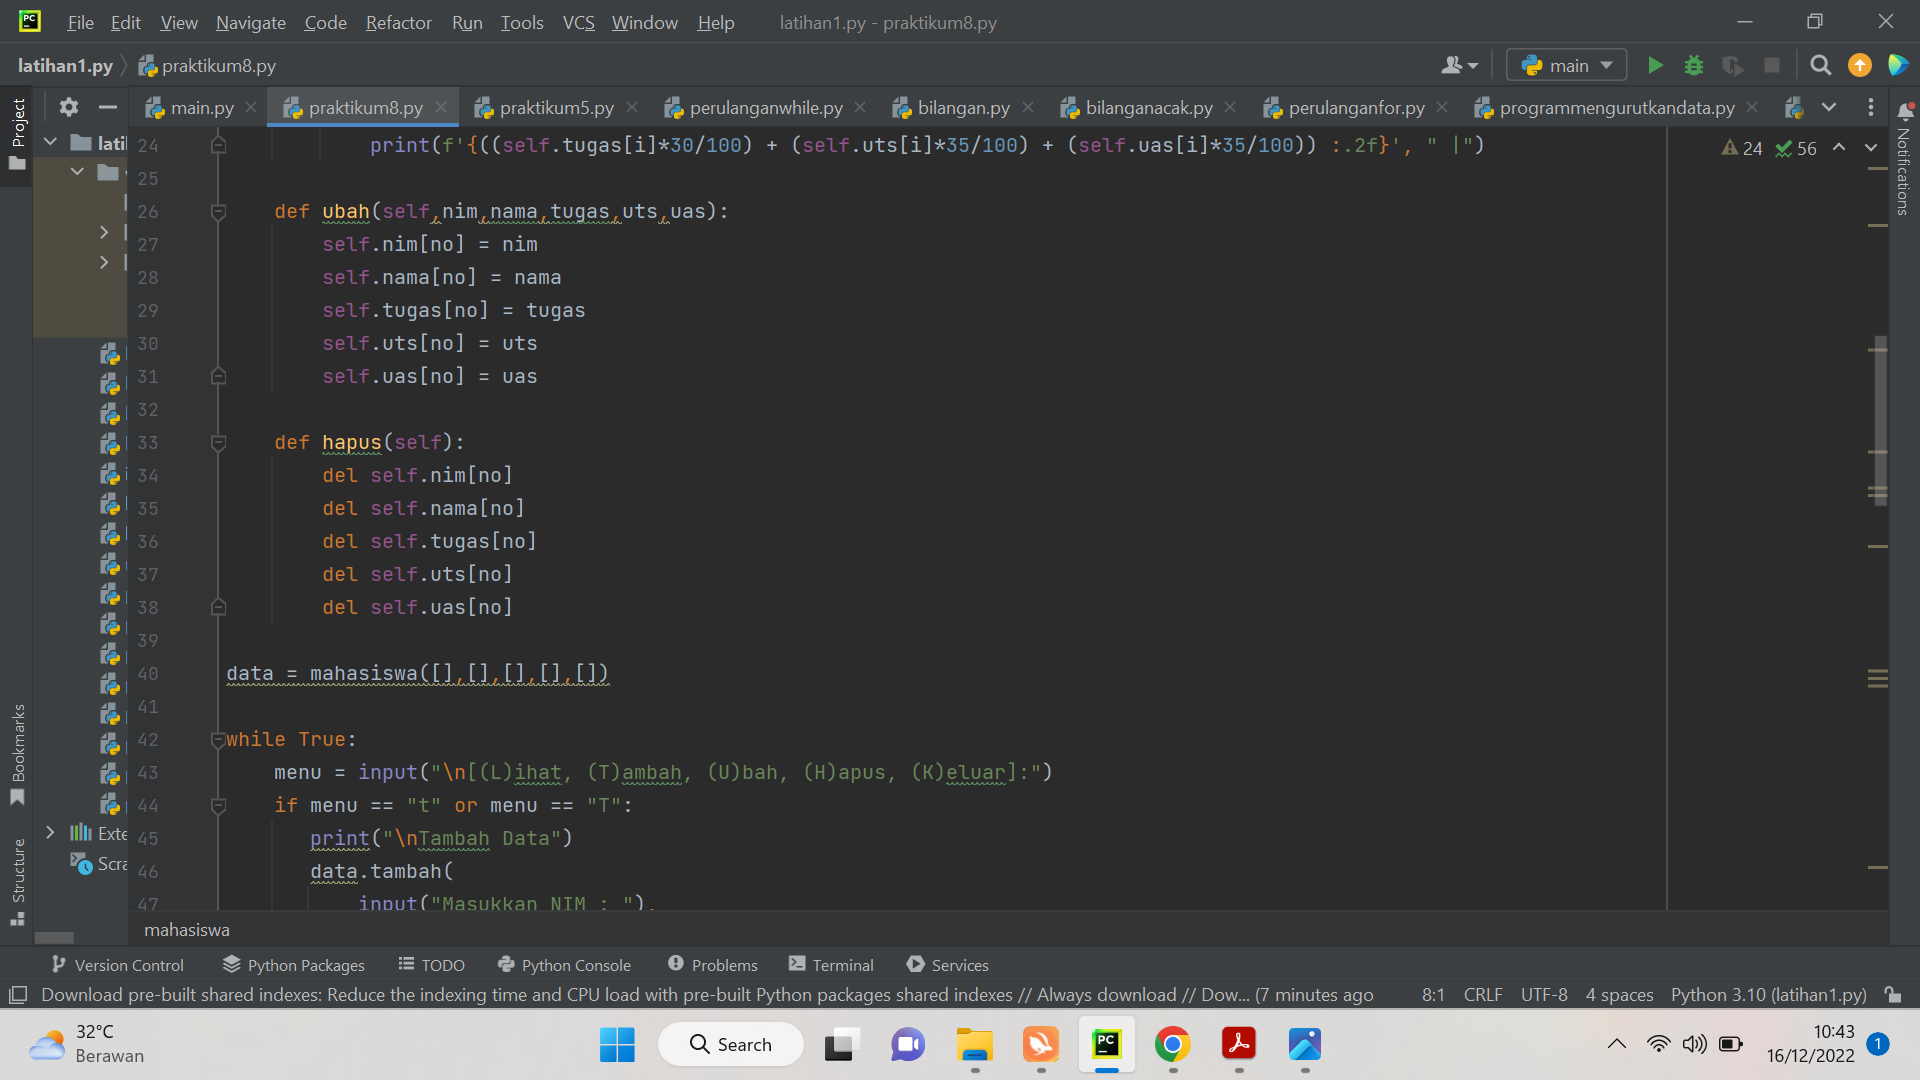 PC File Edit View Navigate Code Refactor Run Tools VCS Window Help latihan1.py - praktikum8.py
latihan1.py praktikum8.py main
main.py praktikum8.py praktikum5.py perulanganwhile.py bilangan.py bilanganacak.py perulanganfor.py programmengurutkandata.py
Project
lati
Exte
Scra
Bookmarks
Structure
Notifications
24 56
24 print(f'{((self.tugas[i]*30/100) + (self.uts[i]*35/100) + (self.uas[i]*35/100)) :.2f}', " |")
25
26 def ubah(self,nim,nama,tugas,uts,uas):
27 self.nim[no] = nim
28 self.nama[no] = nama
29 self.tugas[no] = tugas
30 self.uts[no] = uts
31 self.uas[no] = uas
32
33 def hapus(self):
34 del self.nim[no]
35 del self.nama[no]
36 del self.tugas[no]
37 del self.uts[no]
38 del self.uas[no]
39
40 data = mahasiswa([],[],[],[],[])
41
42 while True:
43 menu = input("\n[(L)ihat, (T)ambah, (U)bah, (H)apus, (K)eluar]:")
44 if menu == "t" or menu == "T":
45 print("\nTambah Data")
46 data.tambah(
47 input("Masukkan NIM : "),
mahasiswa
Version Control Python Packages TODO Python Console Problems Terminal Services
Download pre-built shared indexes: Reduce the indexing time and CPU load with pre-built Python packages shared indexes // Always download // Dow... (7 minutes ago 8:1 CRLF UTF-8 4 spaces Python 3.10 (latihan1.py)
32°C
Berawan
Search
PC
10:43
16/12/2022
1